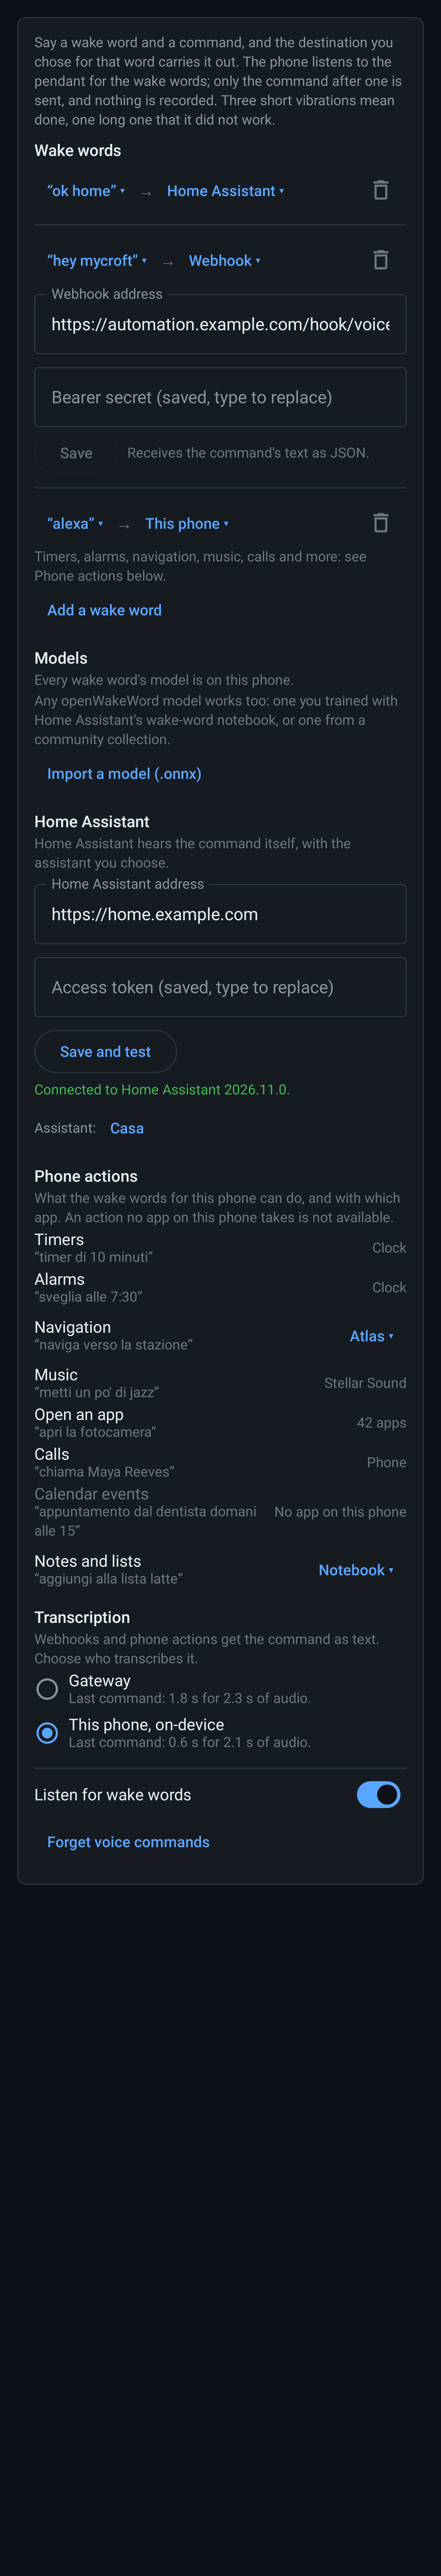 Say a wake word and a command, and the destination you
chose for that word carries it out. The phone listens to the
pendant for the wake words; only the command after one is
sent, and nothing is recorded. Three short vibrations mean
done, one long one that it did not work.
Wake words
“ok home” ▾ → Home Assistant ▾
“hey mycroft” ▾ → Webhook ▾
Webhook address
https://automation.example.com/hook/voice
Bearer secret (saved, type to replace)
Save Receives the command's text as JSON.
“alexa” ▾ → This phone ▾
Timers, alarms, navigation, music, calls and more: see
Phone actions below.
Add a wake word
Models
Every wake word's model is on this phone.
Any openWakeWord model works too: one you trained with
Home Assistant's wake-word notebook, or one from a
community collection.
Import a model (.onnx)
Home Assistant
Home Assistant hears the command itself, with the
assistant you choose.
Home Assistant address
https://home.example.com
Access token (saved, type to replace)
Save and test
Connected to Home Assistant 2026.11.0.
Assistant: Casa
Phone actions
What the wake words for this phone can do, and with which
app. An action no app on this phone takes is not available.
Timers
“timer di 10 minuti”
Clock
Alarms
“sveglia alle 7:30”
Clock
Navigation
“naviga verso la stazione”
Atlas ▾
Music
“metti un po' di jazz”
Stellar Sound
Open an app
“apri la fotocamera”
42 apps
Calls
“chiama Maya Reeves”
Phone
Calendar events
“appuntamento dal dentista domani
alle 15”
No app on this phone
Notes and lists
“aggiungi alla lista latte”
Notebook ▾
Transcription
Webhooks and phone actions get the command as text.
Choose who transcribes it.
Gateway
Last command: 1.8 s for 2.3 s of audio.
This phone, on-device
Last command: 0.6 s for 2.1 s of audio.
Listen for wake words
Forget voice commands